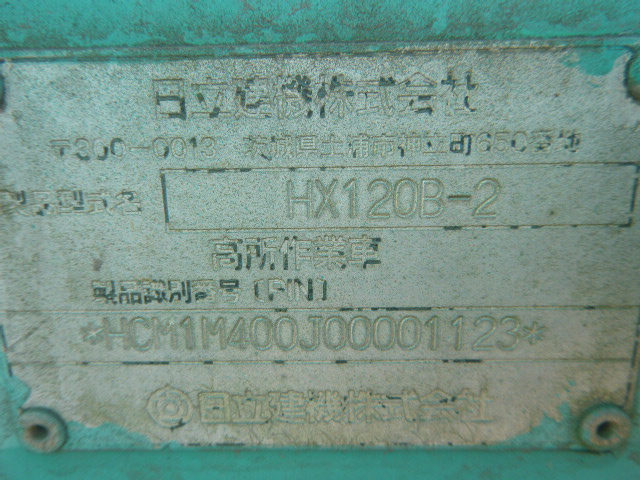 日立建機株式会社
〒300-0013 茨城県土浦市神立町650番地
製品型式名 HX120B-2
高所作業車
製品識別番号(PIN)
*HCM1M400J00001123*
日立建機株式会社